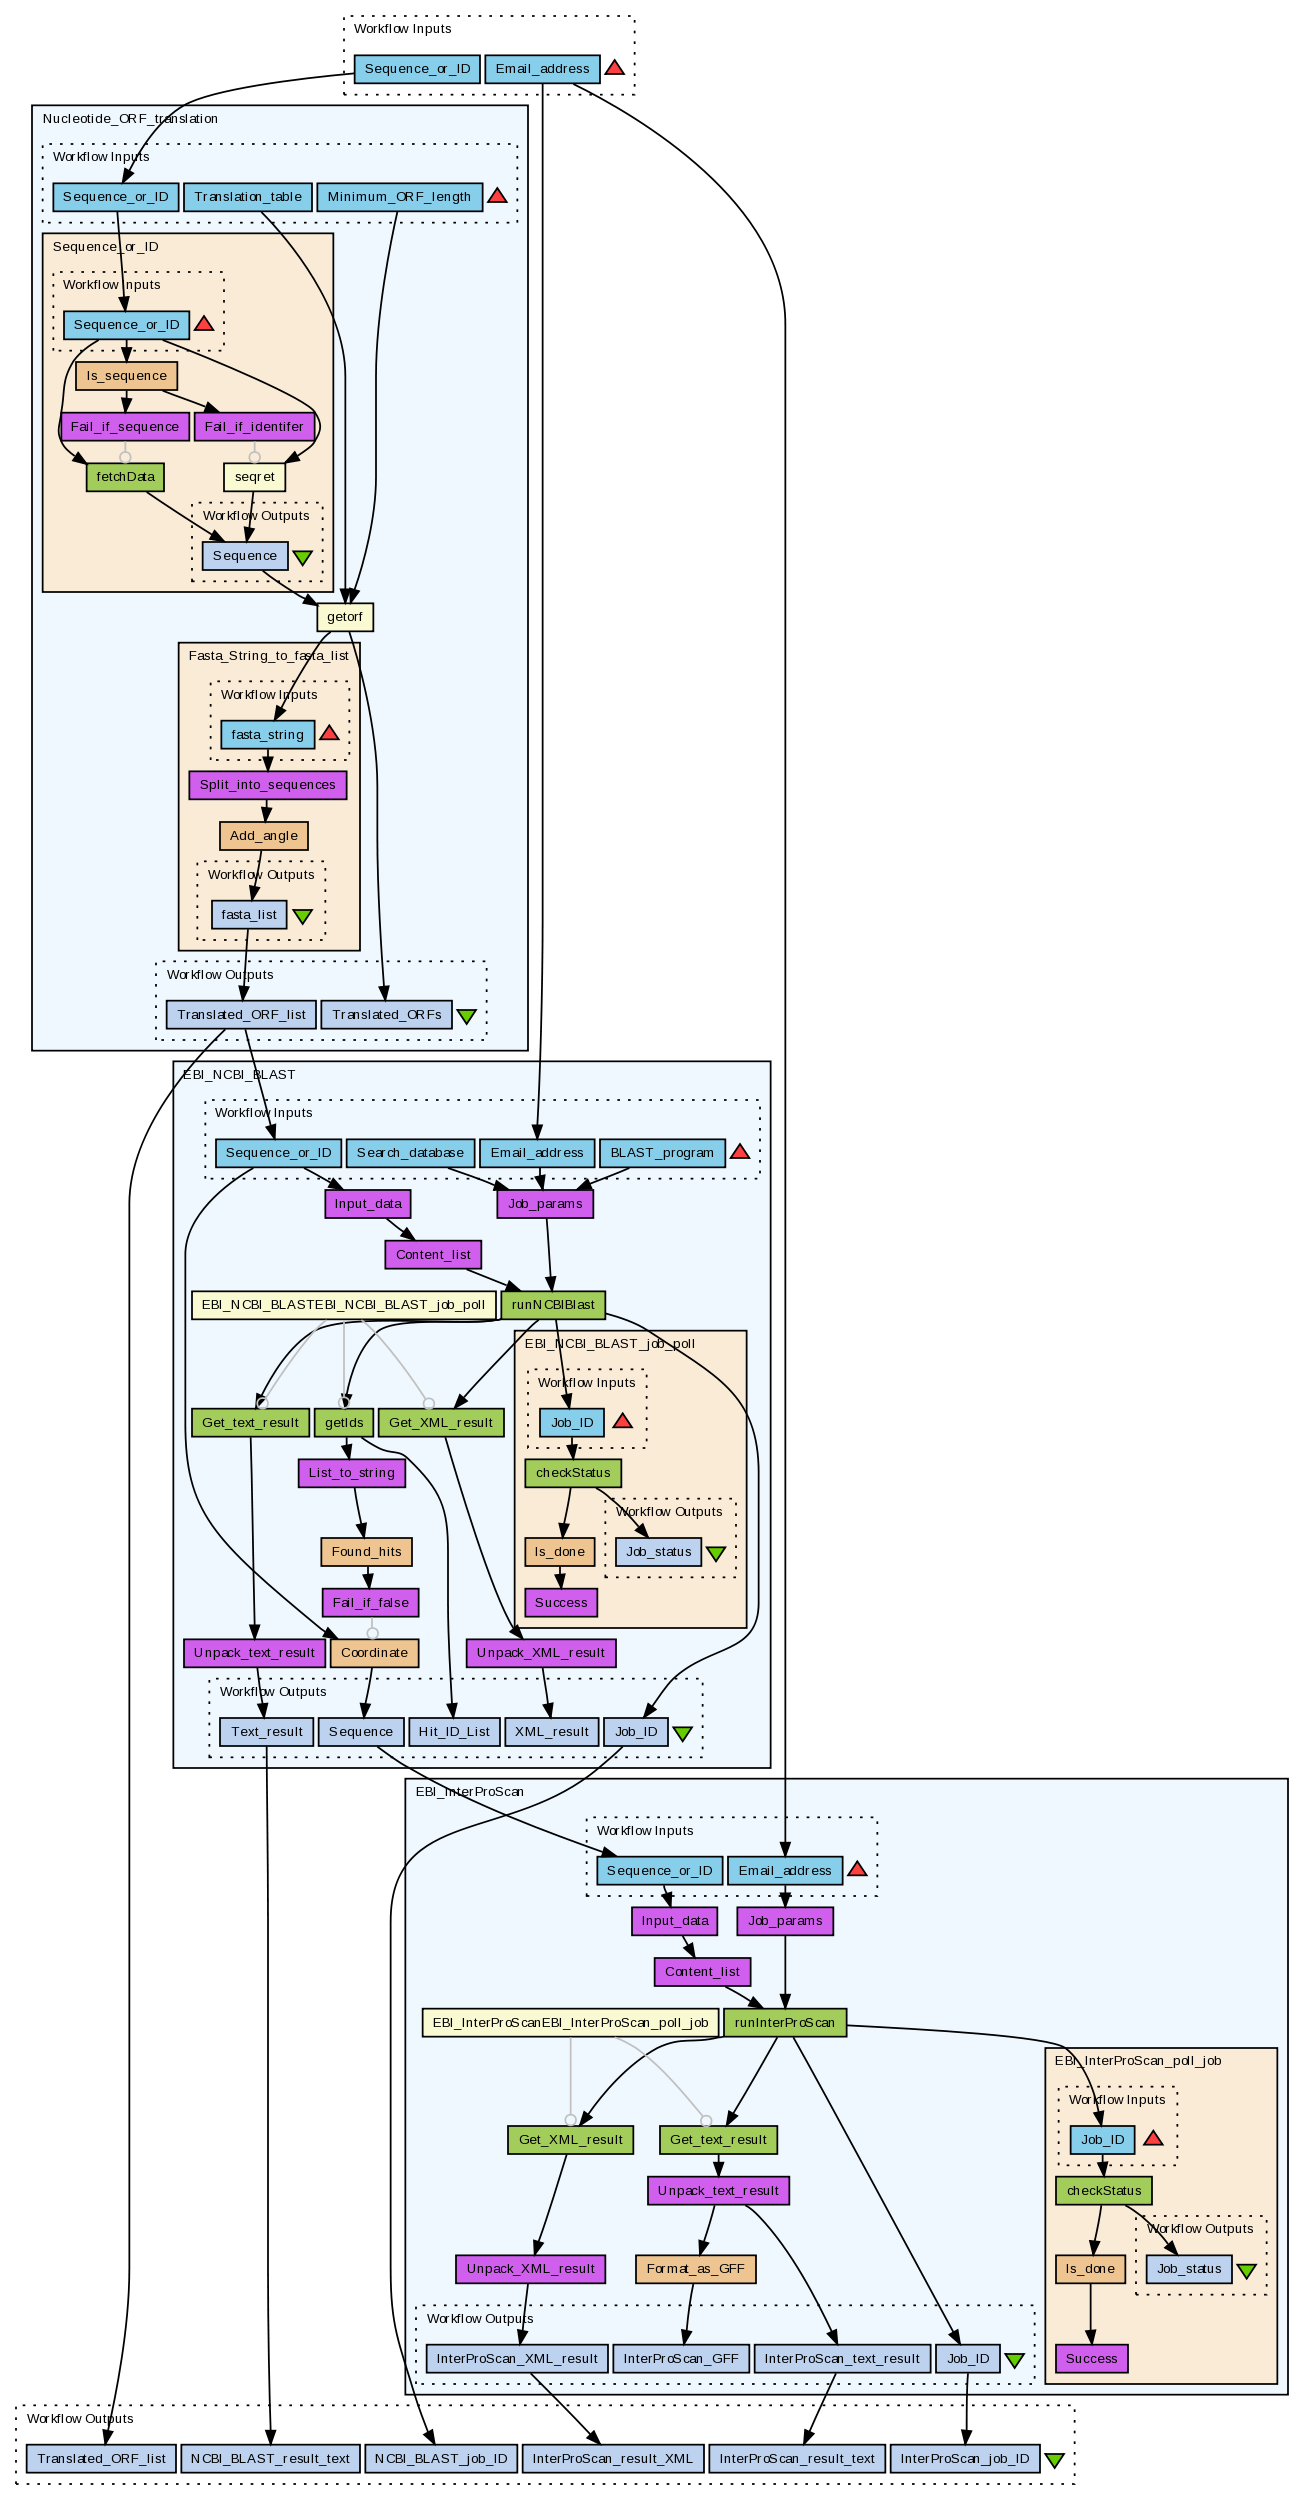 Workflow Inputs
Sequence_or_ID
Email_address
Nucleotide_ORF_translation
Workflow Inputs
Sequence_or_ID
Translation_table
Minimum_ORF_length
Sequence_or_ID
Workflow Inputs
Sequence_or_ID
Is_sequence
Fail_if_sequence
Fail_if_identifer
fetchData
seqret
Workflow Outputs
Sequence
getorf
Fasta_String_to_fasta_list
Workflow Inputs
fasta_string
Split_into_sequences
Add_angle
Workflow Outputs
fasta_list
Workflow Outputs
Translated_ORF_list
Translated_ORFs
EBI_NCBI_BLAST
Workflow Inputs
Sequence_or_ID
Search_database
Email_address
BLAST_program
Input_data
Job_params
Content_list
EBI_NCBI_BLASTEBI_NCBI_BLAST_job_poll
runNCBIBlast
EBI_NCBI_BLAST_job_poll
Workflow Inputs
Job_ID
Get_text_result
getIds
Get_XML_result
checkStatus
List_to_string
Workflow Outputs
Is_done
Job_status
Found_hits
Success
Fail_if_false
Unpack_text_result
Coordinate
Unpack_XML_result
Workflow Outputs
Text_result
Sequence
Hit_ID_List
XML_result
Job_ID
EBI_InterProScan
Workflow Inputs
Sequence_or_ID
Email_address
Input_data
Job_params
Content_list
EBI_InterProScanEBI_InterProScan_poll_job
runInterProScan
EBI_InterProScan_poll_job
Workflow Inputs
Job_ID
Get_XML_result
Get_text_result
checkStatus
Unpack_text_result
Workflow Outputs
Is_done
Job_status
Unpack_XML_result
Format_as_GFF
Workflow Outputs
InterProScan_XML_result
InterProScan_GFF
InterProScan_text_result
Job_ID
Success
Workflow Outputs
Translated_ORF_list
NCBI_BLAST_result_text
NCBI_BLAST_job_ID
InterProScan_result_XML
InterProScan_result_text
InterProScan_job_ID